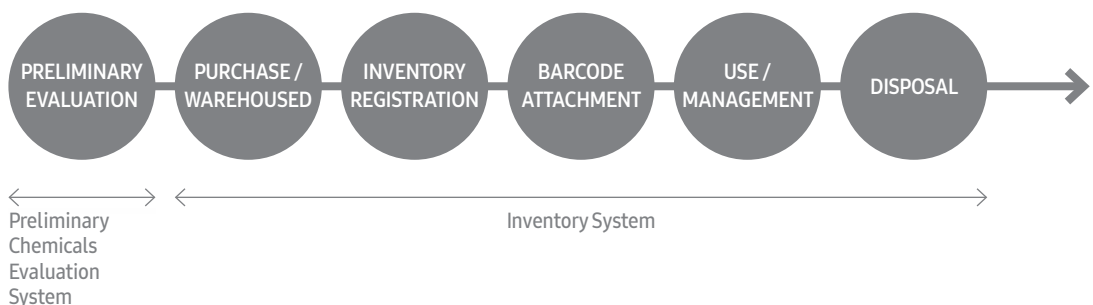 PRELIMINARY
EVALUATION
PURCHASE /
WAREHOUSED
INVENTORY
REGISTRATION
BARCODE
ATTACHMENT
USE /
MANAGEMENT
DISPOSAL
Preliminary
Chemicals
Evaluation
System
Inventory System